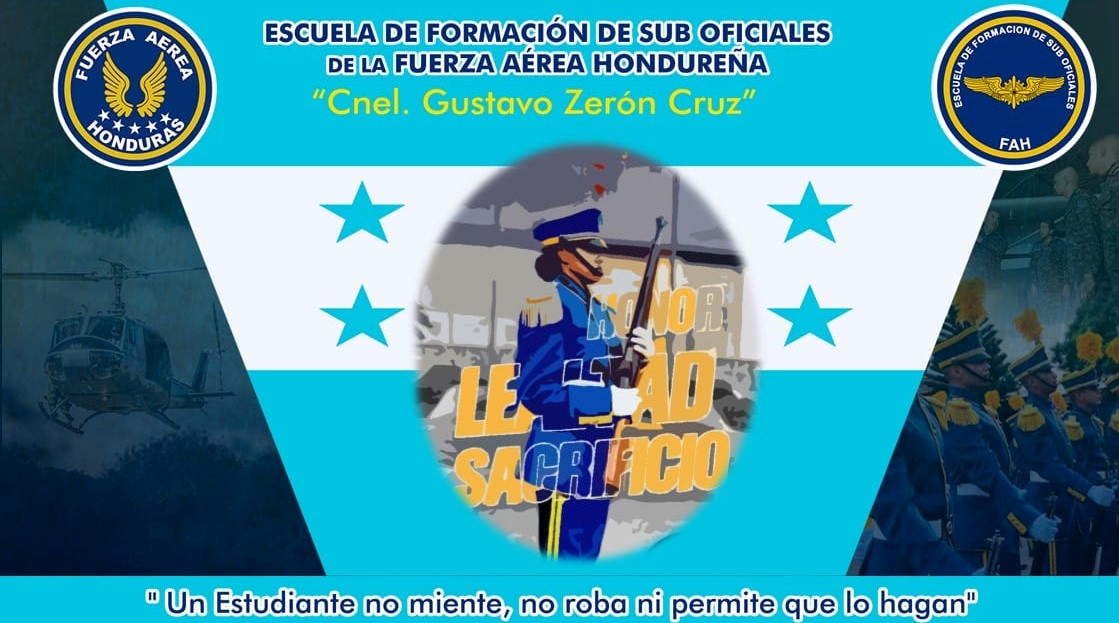 FUERZA AEREA
HONDURAS
ESCUELA DE FORMACIÓN DE SUB OFICIALES
DE LA FUERZA AÉREA HONDUREÑA
“Cnel. Gustavo Zerón Cruz”
ESCUELA DE FORMACION DE SUB OFICIALES
FAH
HONOR
LEALTAD
SACRIFICIO
" Un Estudiante no miente, no roba ni permite que lo hagan"